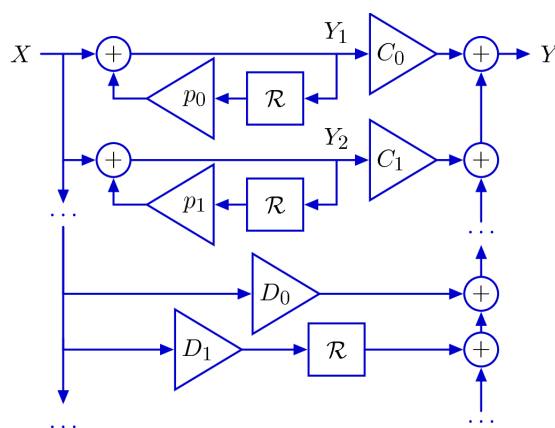 X + Y₁ C₀ + Y
p₀ ℛ
+ Y₂ C₁ +
p₁ ℛ
... ...
D₀ +
D₁ ℛ +
... ...